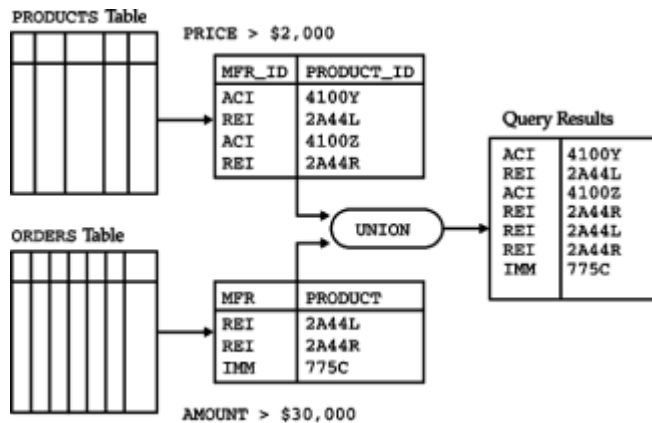 PRODUCTS Table
PRICE > $2,000
MFR_ID PRODUCT_ID
ACI 4100Y
REI 2A44L
ACI 4100Z
REI 2A44R
Query Results
ACI 4100Y
REI 2A44L
ACI 4100Z
REI 2A44R
REI 2A44L
REI 2A44R
IMM 775C
UNION
ORDERS Table
MFR PRODUCT
REI 2A44L
REI 2A44R
IMM 775C
AMOUNT > $30,000